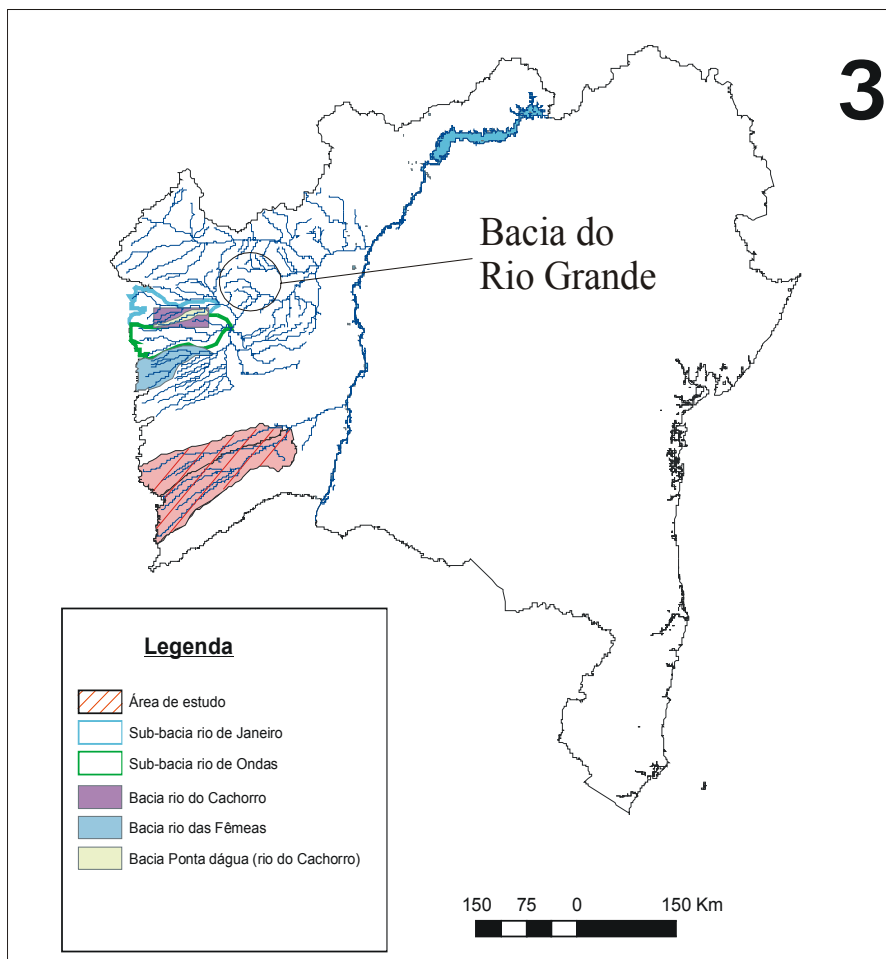 3
Bacia do
Rio Grande
Legenda
Área de estudo
Sub-bacia rio de Janeiro
Sub-bacia rio de Ondas
Bacia rio do Cachorro
Bacia rio das Fêmeas
Bacia Ponta dágua (rio do Cachorro)
150 75 0 150 Km